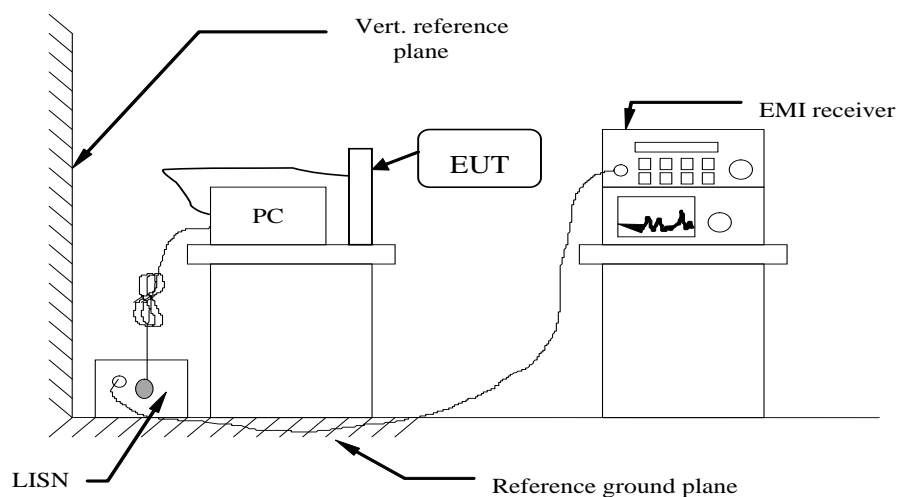 Vert. reference
plane
EMI receiver
EUT
PC
LISN
Reference ground plane